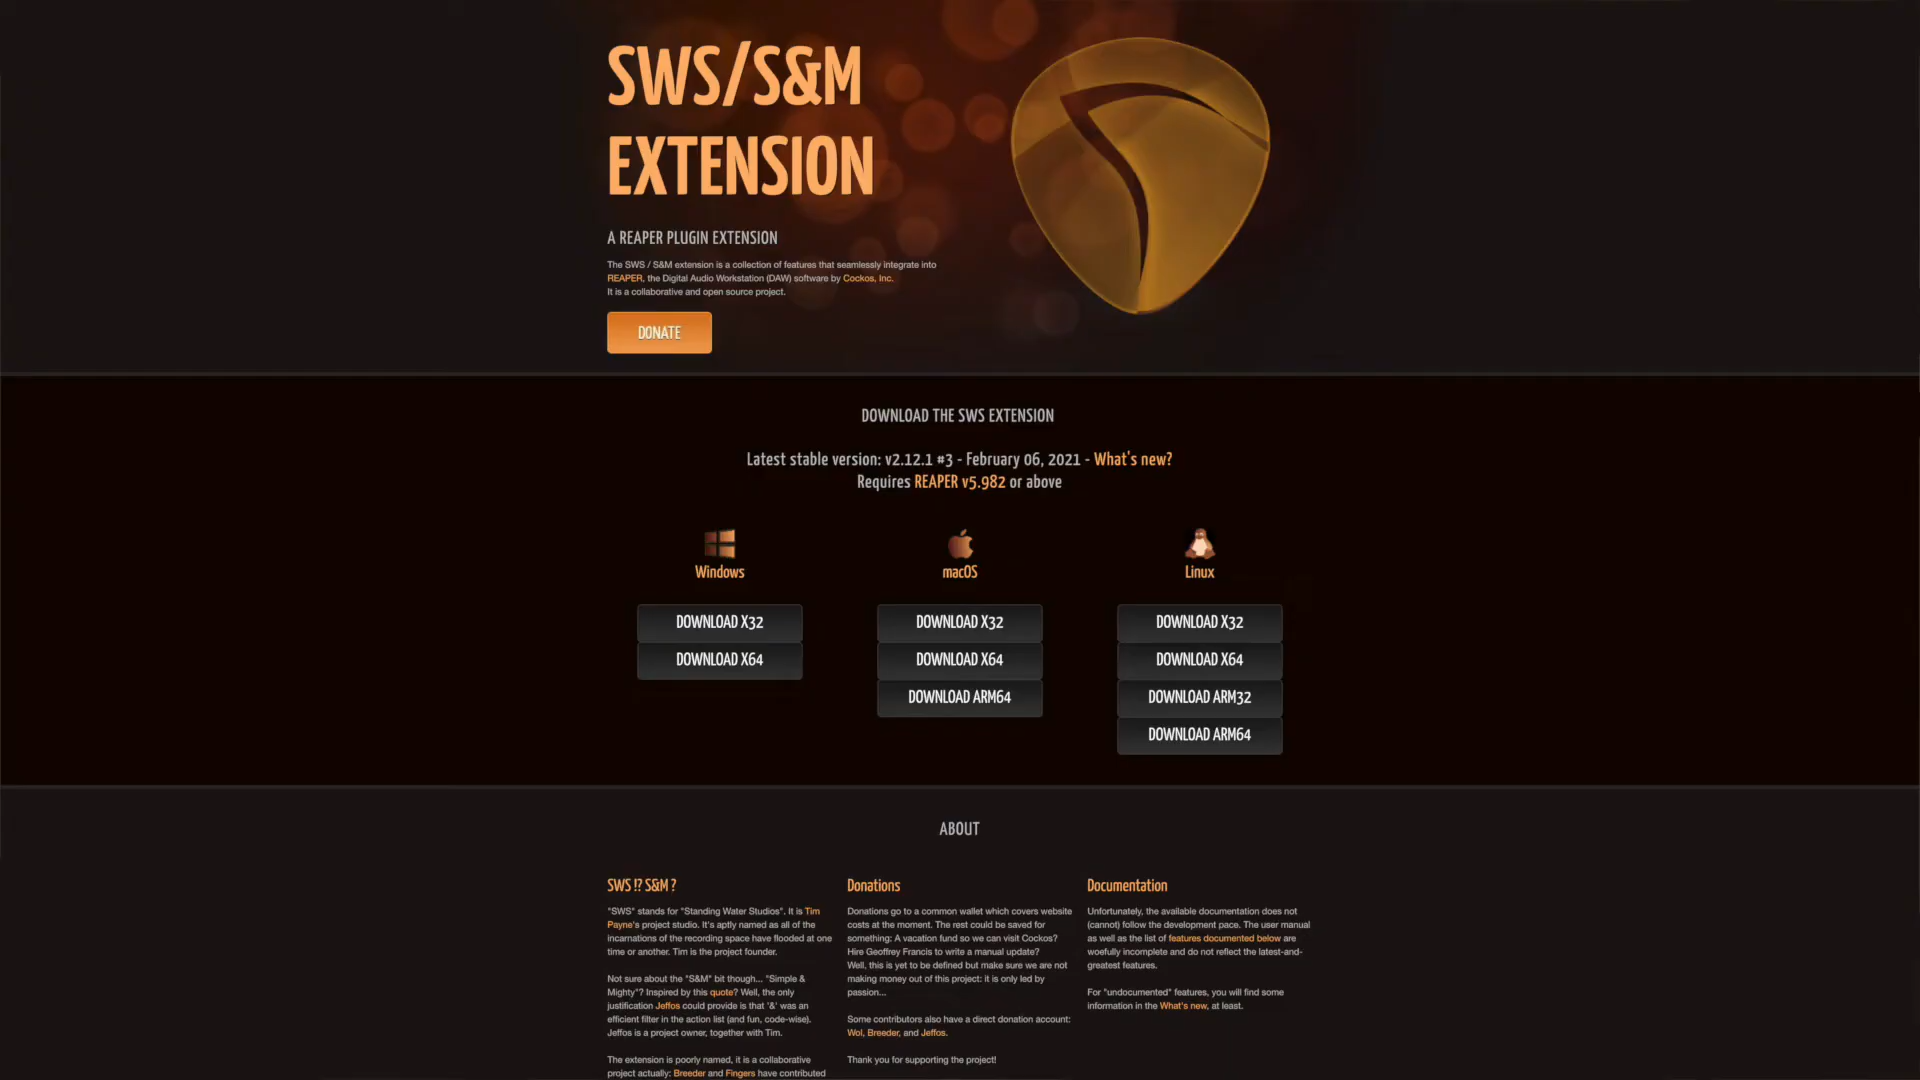 SWS/S&M
EXTENSION
A REAPER PLUGIN EXTENSION
The SWS / S&M extension is a collection of features that seamlessly integrate into
REAPER, the Digital Audio Workstation (DAW) software by Cockos, Inc.
It is a collaborative and open source project.
DONATE
DOWNLOAD THE SWS EXTENSION
Latest stable version: v2.12.1 #3 - February 06, 2021 - What's new?
Requires REAPER v5.982 or above
Windows
DOWNLOAD X32
DOWNLOAD X64
macOS
DOWNLOAD X32
DOWNLOAD X64
DOWNLOAD ARM64
Linux
DOWNLOAD X32
DOWNLOAD X64
DOWNLOAD ARM32
DOWNLOAD ARM64
ABOUT
SWS !? S&M ?
"SWS" stands for "Standing Water Studios". It is Tim
Payne's project studio. It's aptly named as all of the
incarnations of the recording space have flooded at one
time or another. Tim is the project founder.
Not sure about the "S&M" bit though... "Simple &
Mighty"? Inspired by this quote? Well, the only
justification Jeffos could provide is that '&' was an
efficient filter in the action list (and fun, code-wise).
Jeffos is a project owner, together with Tim.
The extension is poorly named, it is a collaborative
project actually: Breeder and Fingers have contributed
Donations
Donations go to a common wallet which covers website
costs at the moment. The rest could be saved for
something: A vacation fund so we can visit Cockos?
Hire Geoffrey Francis to write a manual update?
Well, this is yet to be defined but make sure we are not
making money out of this project: it is only led by
passion...
Some contributors also have a direct donation account:
Wol, Breeder, and Jeffos.
Thank you for supporting the project!
Documentation
Unfortunately, the available documentation does not
(cannot) follow the development pace. The user manual
as well as the list of features documented below are
woefully incomplete and do not reflect the latest-and-
greatest features.
For "undocumented" features, you will find some
information in the What's new, at least.